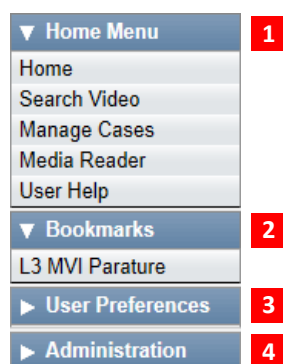 ▼ Home Menu 1
Home
Search Video
Manage Cases
Media Reader
User Help
▼ Bookmarks 2
L3 MVI Parature
► User Preferences 3
► Administration 4